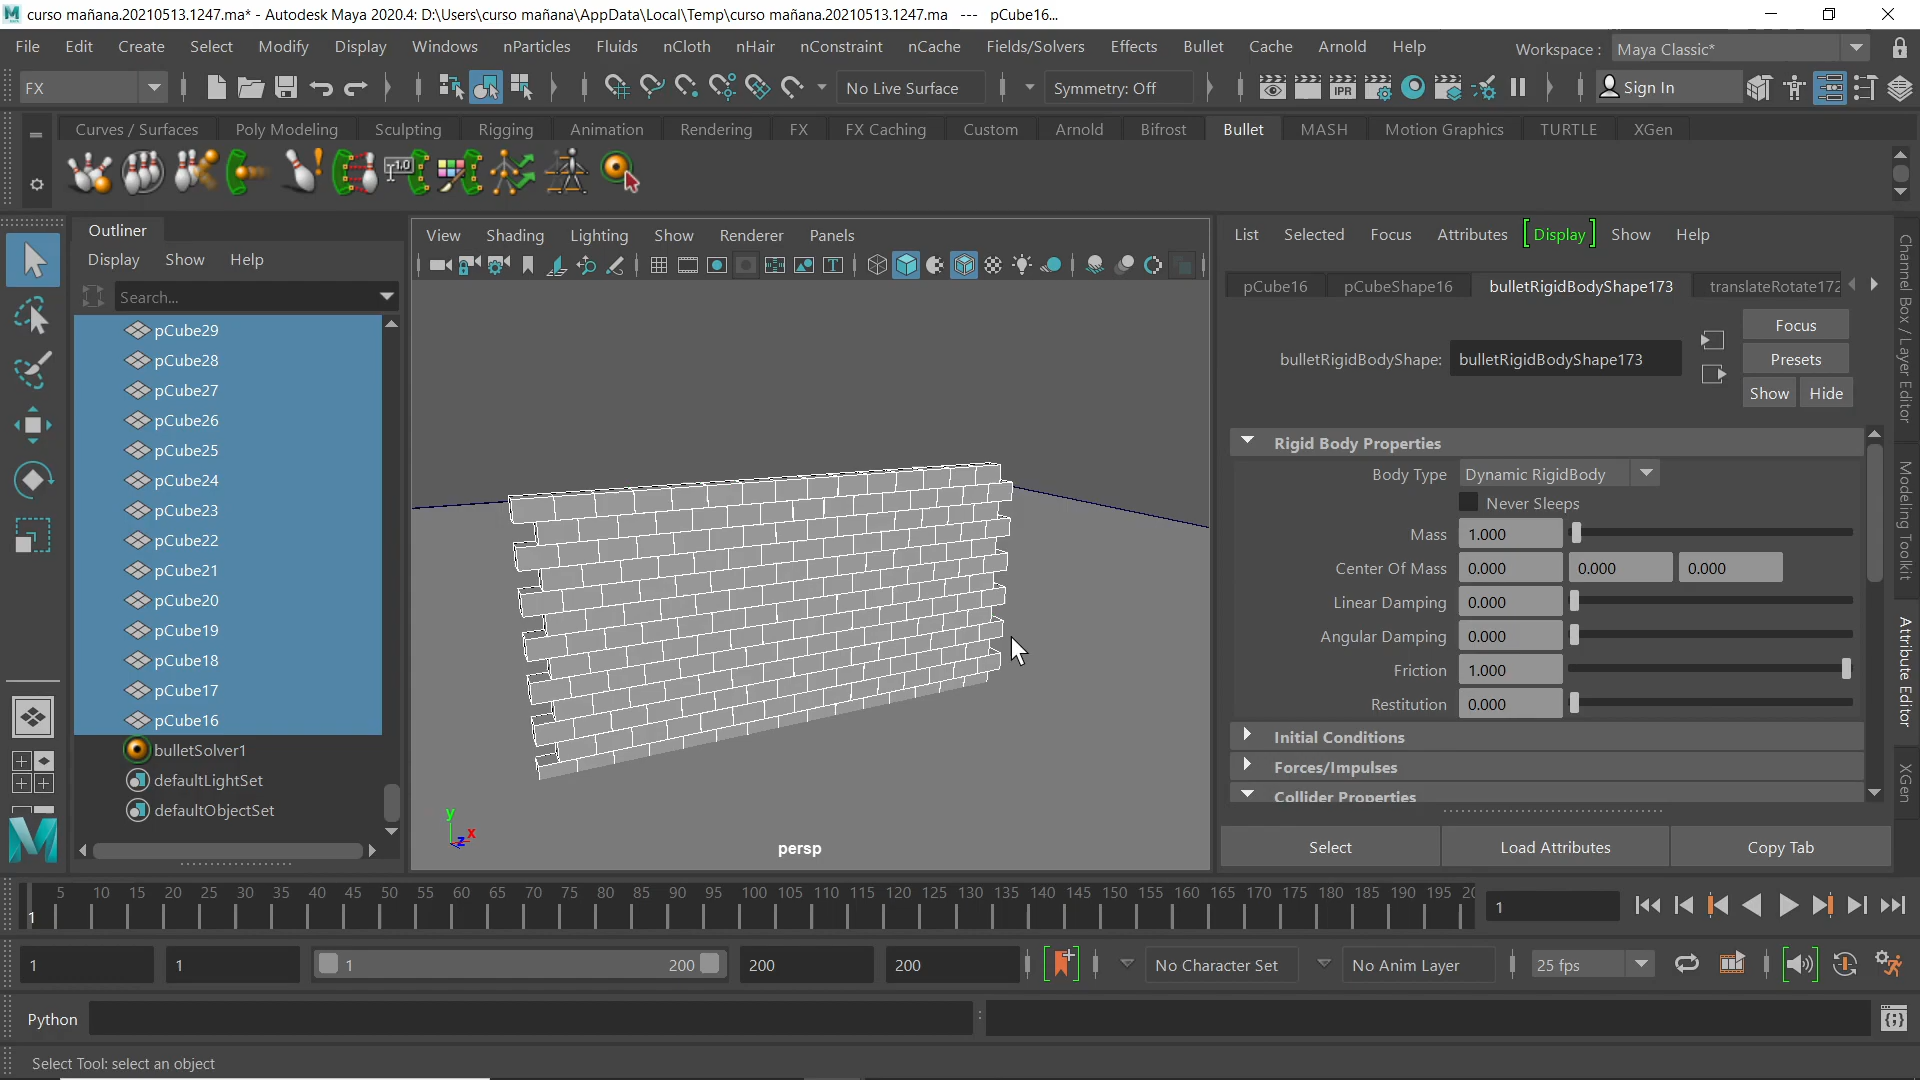 curso mañana.20210513.1247.ma* - Autodesk Maya 2020.4: D:\Users\curso mañana\AppData\Local\Temp\curso mañana.20210513.1247.ma --- pCube16...
File Edit Create Select Modify Display Windows nParticles Fluids nCloth nHair nConstraint nCache Fields/Solvers Effects Bullet Cache Arnold Help Workspace : Maya Classic*
FX No Live Surface Symmetry: Off IPR Sign In
Curves / Surfaces Poly Modeling Sculpting Rigging Animation Rendering FX FX Caching Custom Arnold Bifrost Bullet MASH Motion Graphics TURTLE XGen
1.0
Outliner
Display Show Help
Search...
pCube29
pCube28
pCube27
pCube26
pCube25
pCube24
pCube23
pCube22
pCube21
pCube20
pCube19
pCube18
pCube17
pCube16
bulletSolver1
defaultLightSet
defaultObjectSet
View Shading Lighting Show Renderer Panels
y
x
z
persp
List Selected Focus Attributes Display Show Help
pCube16 pCubeShape16 bulletRigidBodyShape173 translateRotate172
bulletRigidBodyShape: bulletRigidBodyShape173
Focus
Presets
Show Hide
Rigid Body Properties
Body Type Dynamic RigidBody
Never Sleeps
Mass 1.000
Center Of Mass 0.000 0.000 0.000
Linear Damping 0.000
Angular Damping 0.000
Friction 1.000
Restitution 0.000
Initial Conditions
Forces/Impulses
Collider Properties
Select Load Attributes Copy Tab
Channel Box / Layer Editor
Modeling Toolkit
Attribute Editor
XGen
5 10 15 20 25 30 35 40 45 50 55 60 65 70 75 80 85 90 95 100 105 110 115 120 125 130 135 140 145 150 155 160 165 170 175 180 185 190 195 20
1 1
1 1 1 200 200 200 No Character Set No Anim Layer 25 fps
Python :
Select Tool: select an object